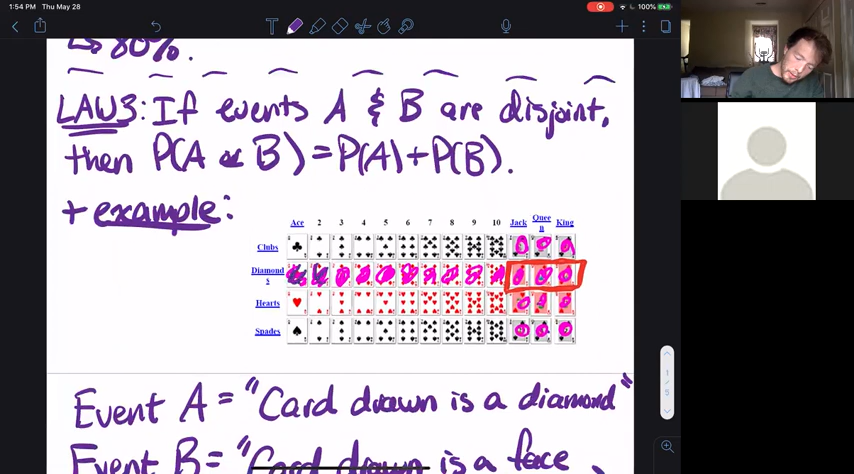 1:54 PM Thu May 28
100%
↳ 80%.
LAW3: If events A & B are disjoint,
then P(A or B) = P(A) + P(B).
+ example:
Ace 2 3 4 5 6 7 8 9 10 Jack Queen King
Clubs
Diamonds
Hearts
Spades
Event A = "Card drawn is a diamond"
Event B = "Card drawn is a face
1/5